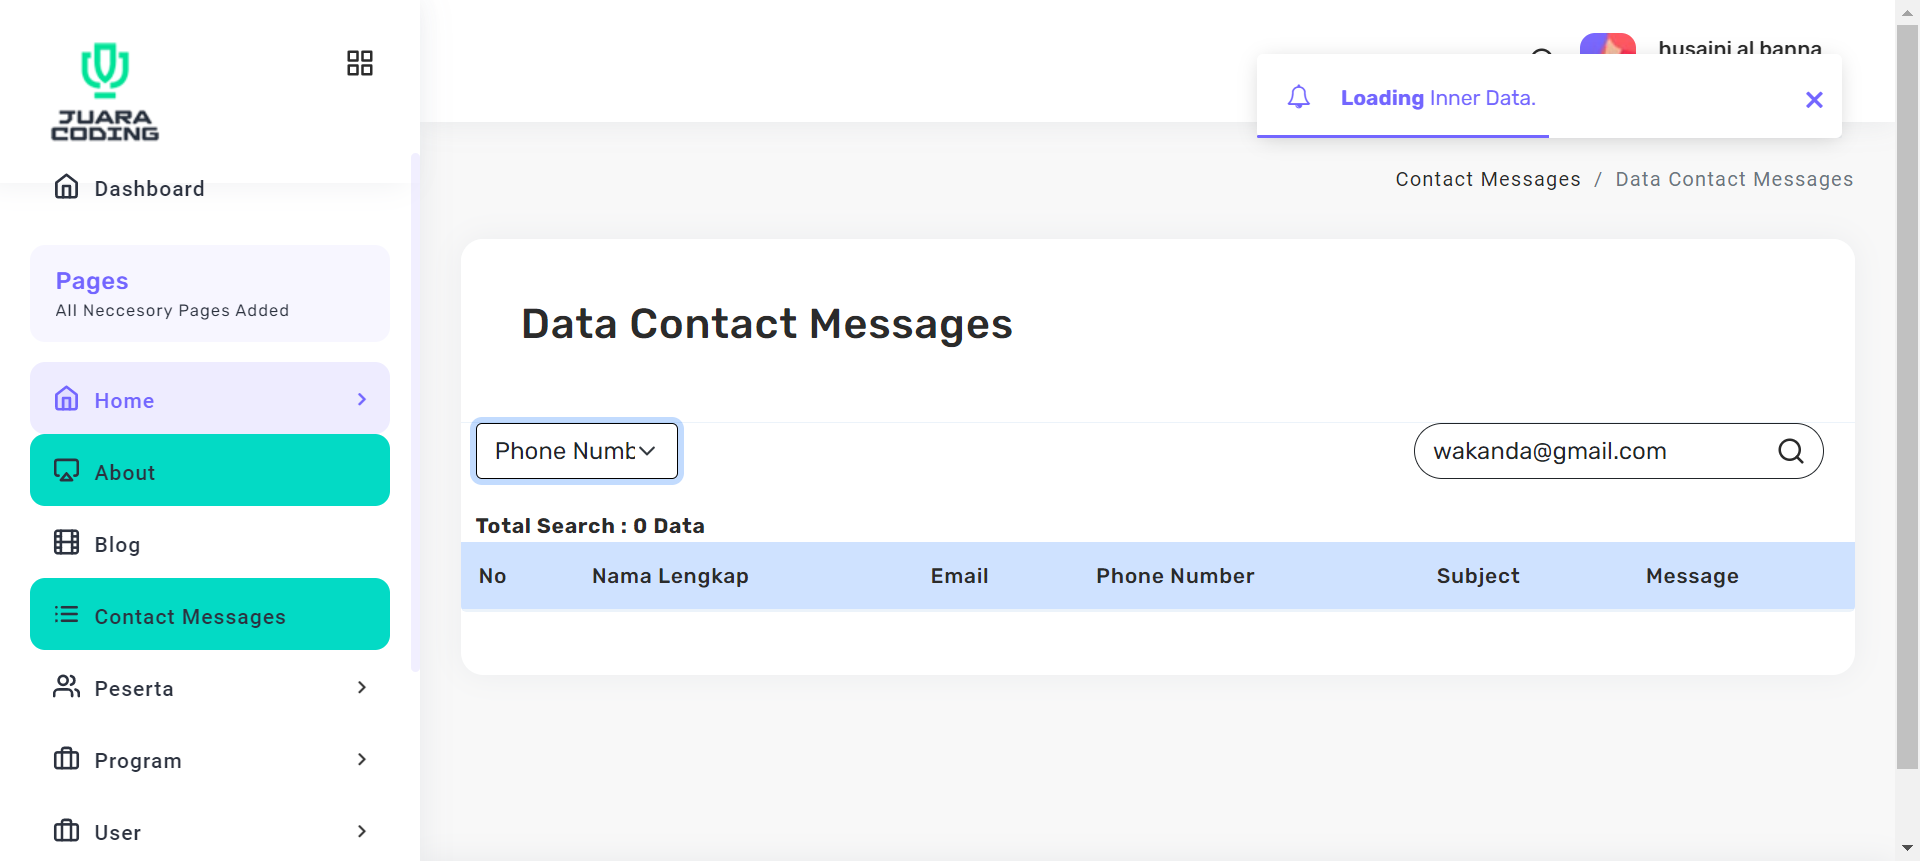 JUARA
CODING
Dashboard
Pages
All Neccesory Pages Added
Home
About
Blog
Contact Messages
Peserta
Program
User
husaini al banna
Loading Inner Data.
Contact Messages / Data Contact Messages
Data Contact Messages
Phone Numb
wakanda@gmail.com
Total Search : 0 Data
No Nama Lengkap Email Phone Number Subject Message